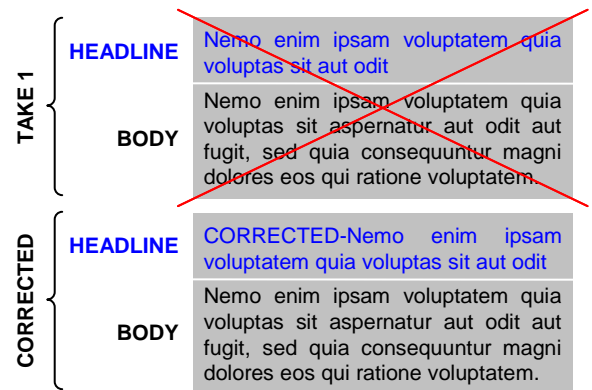 TAKE 1
HEADLINE
Nemo enim ipsam voluptatem quia
voluptas sit aut odit
BODY
Nemo enim ipsam voluptatem quia
voluptas sit aspernatur aut odit aut
fugit, sed quia consequuntur magni
dolores eos qui ratione voluptatem.
CORRECTED
HEADLINE
CORRECTED-Nemo enim ipsam
voluptatem quia voluptas sit aut odit
BODY
Nemo enim ipsam voluptatem quia
voluptas sit aspernatur aut odit aut
fugit, sed quia consequuntur magni
dolores eos qui ratione voluptatem.